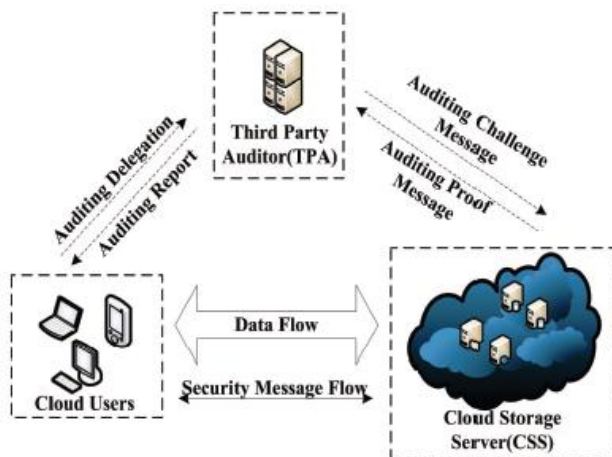 Third Party
Auditor(TPA)
Auditing Delegation
Auditing Report
Auditing Challenge
Message
Auditing Proof
Message
Data Flow
Security Message Flow
Cloud Users
Cloud Storage
Server(CSS)